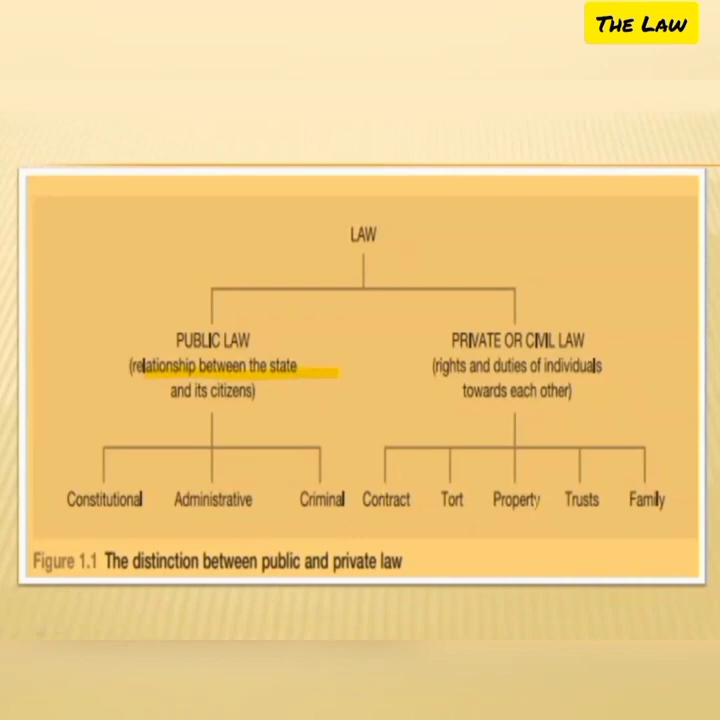 THE LAW
LAW
PUBLIC LAW
(relationship between the state
and its citizens)
PRIVATE OR CIVIL LAW
(rights and duties of individuals
towards each other)
Constitutional Administrative Criminal Contract Tort Property Trusts Family
Figure 1.1 The distinction between public and private law